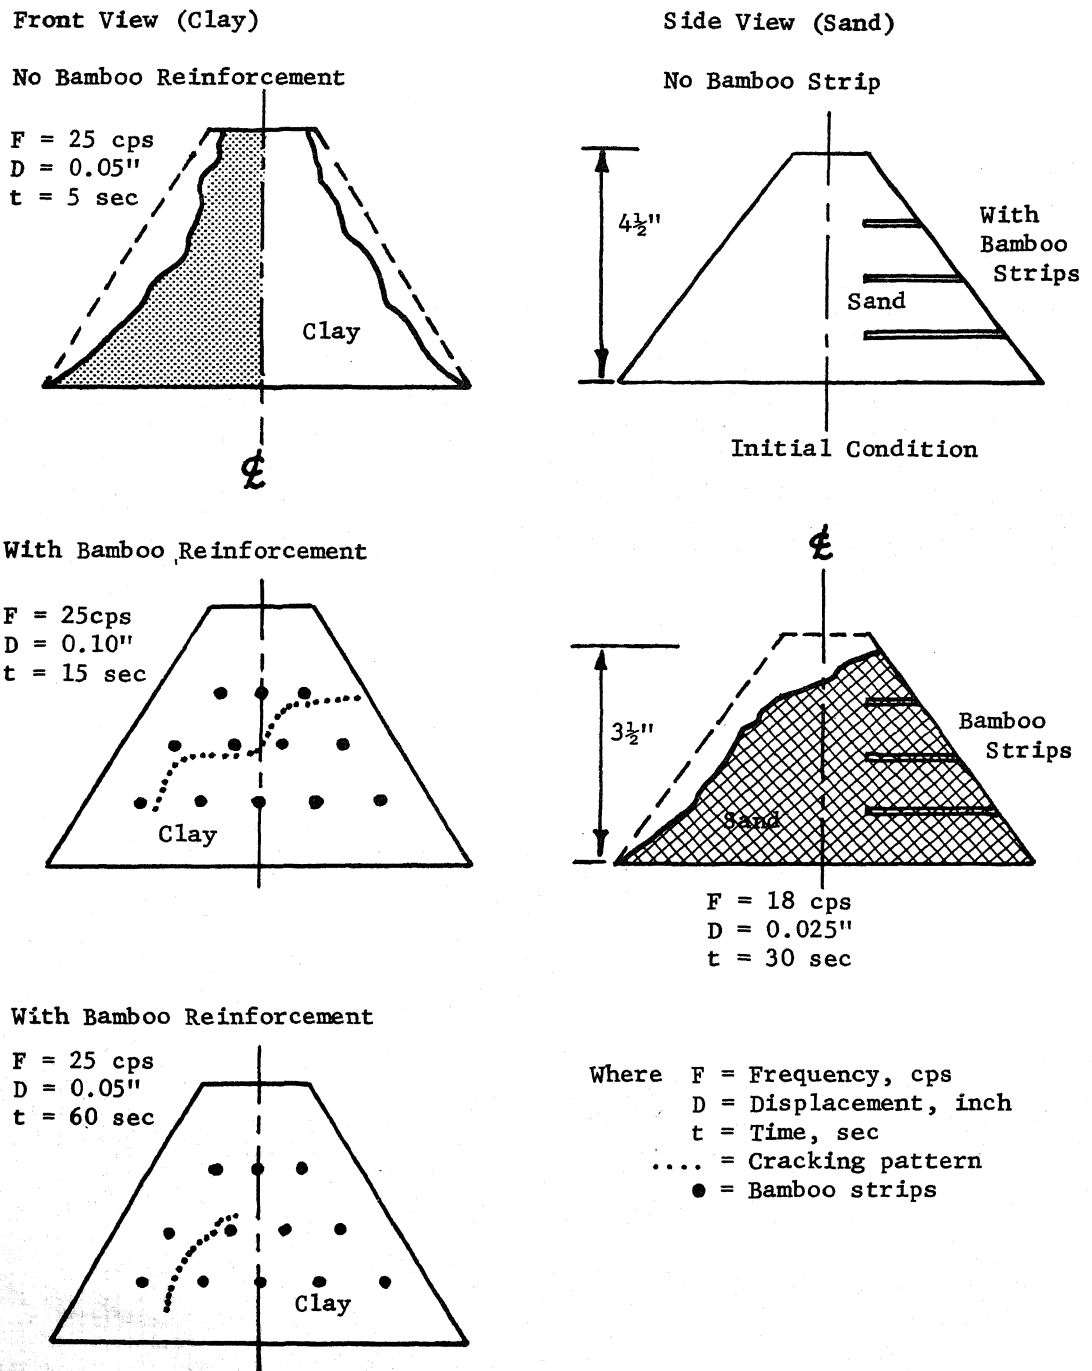 Front View (Clay)
No Bamboo Reinforcement
F = 25 cps
D = 0.05"
t = 5 sec
Clay
℄
With Bamboo Reinforcement
F = 25cps
D = 0.10"
t = 15 sec
Clay
With Bamboo Reinforcement
F = 25 cps
D = 0.05"
t = 60 sec
Clay
Side View (Sand)
No Bamboo Strip
4½"
With
Bamboo
Strips
Sand
Initial Condition
℄
3½"
Bamboo
Strips
Sand
F = 18 cps
D = 0.025"
t = 30 sec
Where F = Frequency, cps
D = Displacement, inch
t = Time, sec
.... = Cracking pattern
● = Bamboo strips